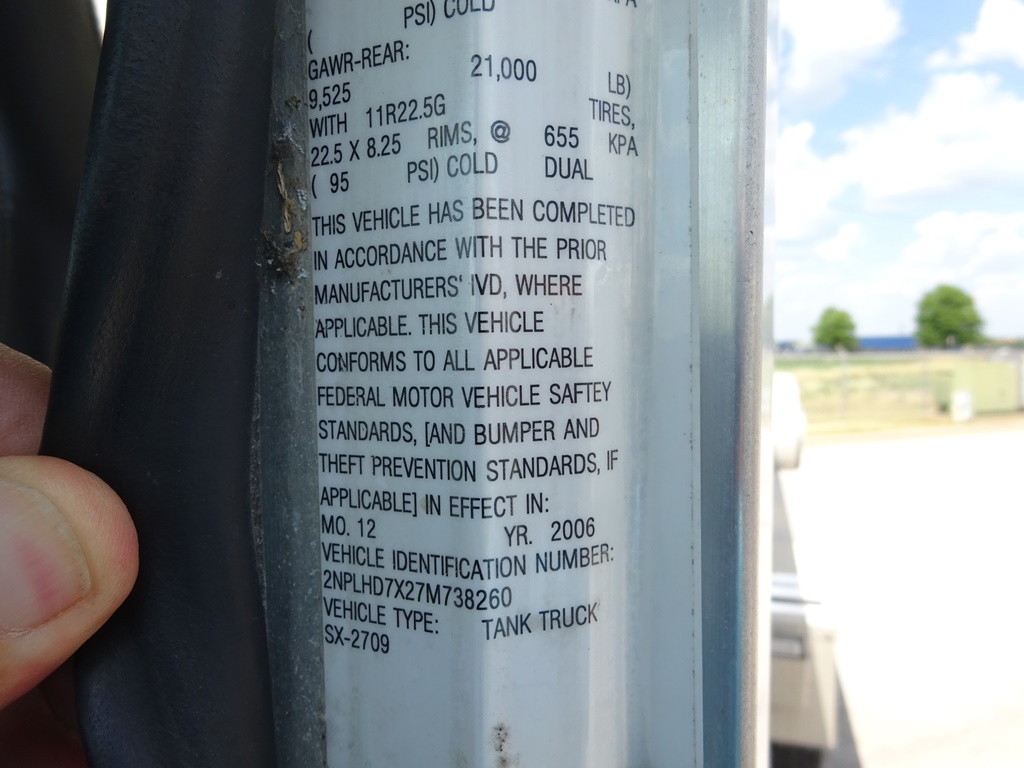 PSI) COLD
(
GAWR-REAR:
9,525 21,000 LB)
WITH 11R22.5G TIRES,
22.5 X 8.25 RIMS, @ 655 KPA
( 95 PSI) COLD DUAL
THIS VEHICLE HAS BEEN COMPLETED
IN ACCORDANCE WITH THE PRIOR
MANUFACTURERS' IVD, WHERE
APPLICABLE. THIS VEHICLE
CONFORMS TO ALL APPLICABLE
FEDERAL MOTOR VEHICLE SAFTEY
STANDARDS, [AND BUMPER AND
THEFT PREVENTION STANDARDS, IF
APPLICABLE] IN EFFECT IN:
MO. 12 YR. 2006
VEHICLE IDENTIFICATION NUMBER:
2NPLHD7X27M738260
VEHICLE TYPE: TANK TRUCK
SX-2709